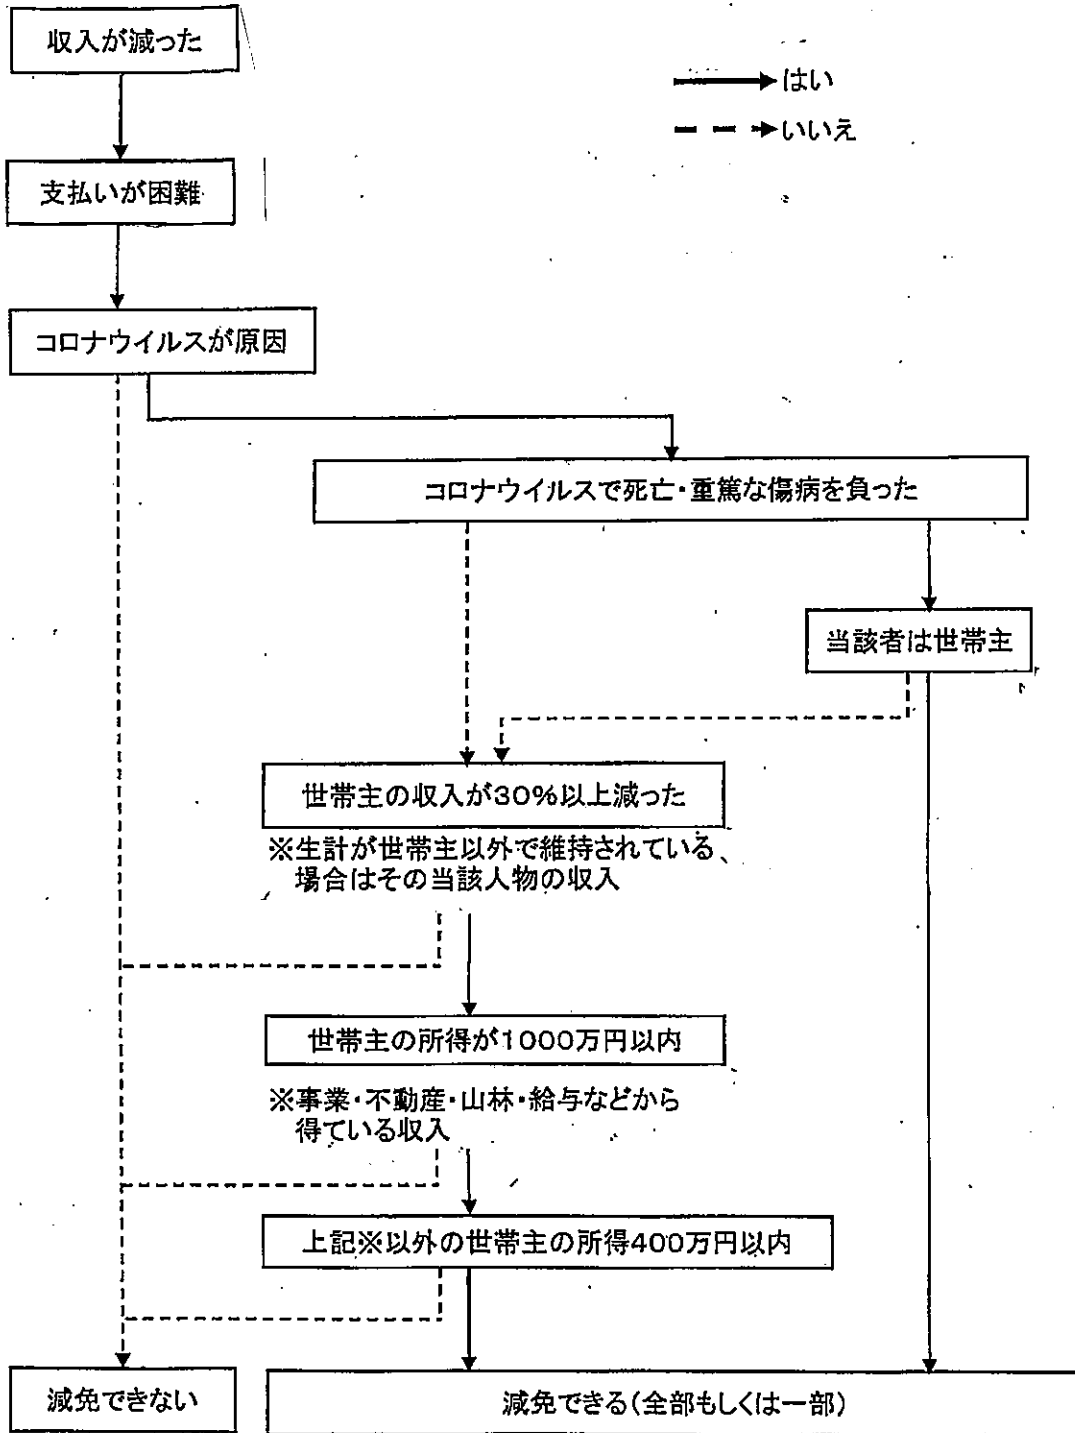 収入が減った
はい
いいえ
支払いが困難
コロナウイルスが原因
コロナウイルスで死亡・重篤な傷病を負った
当該者は世帯主
世帯主の収入が30%以上減った
※生計が世帯主以外で維持されている、
場合はその当該人物の収入
世帯主の所得が1000万円以内
※事業・不動産・山林・給与などから
得ている収入
上記※以外の世帯主の所得400万円以内
減免できない
減免できる(全部もしくは一部)